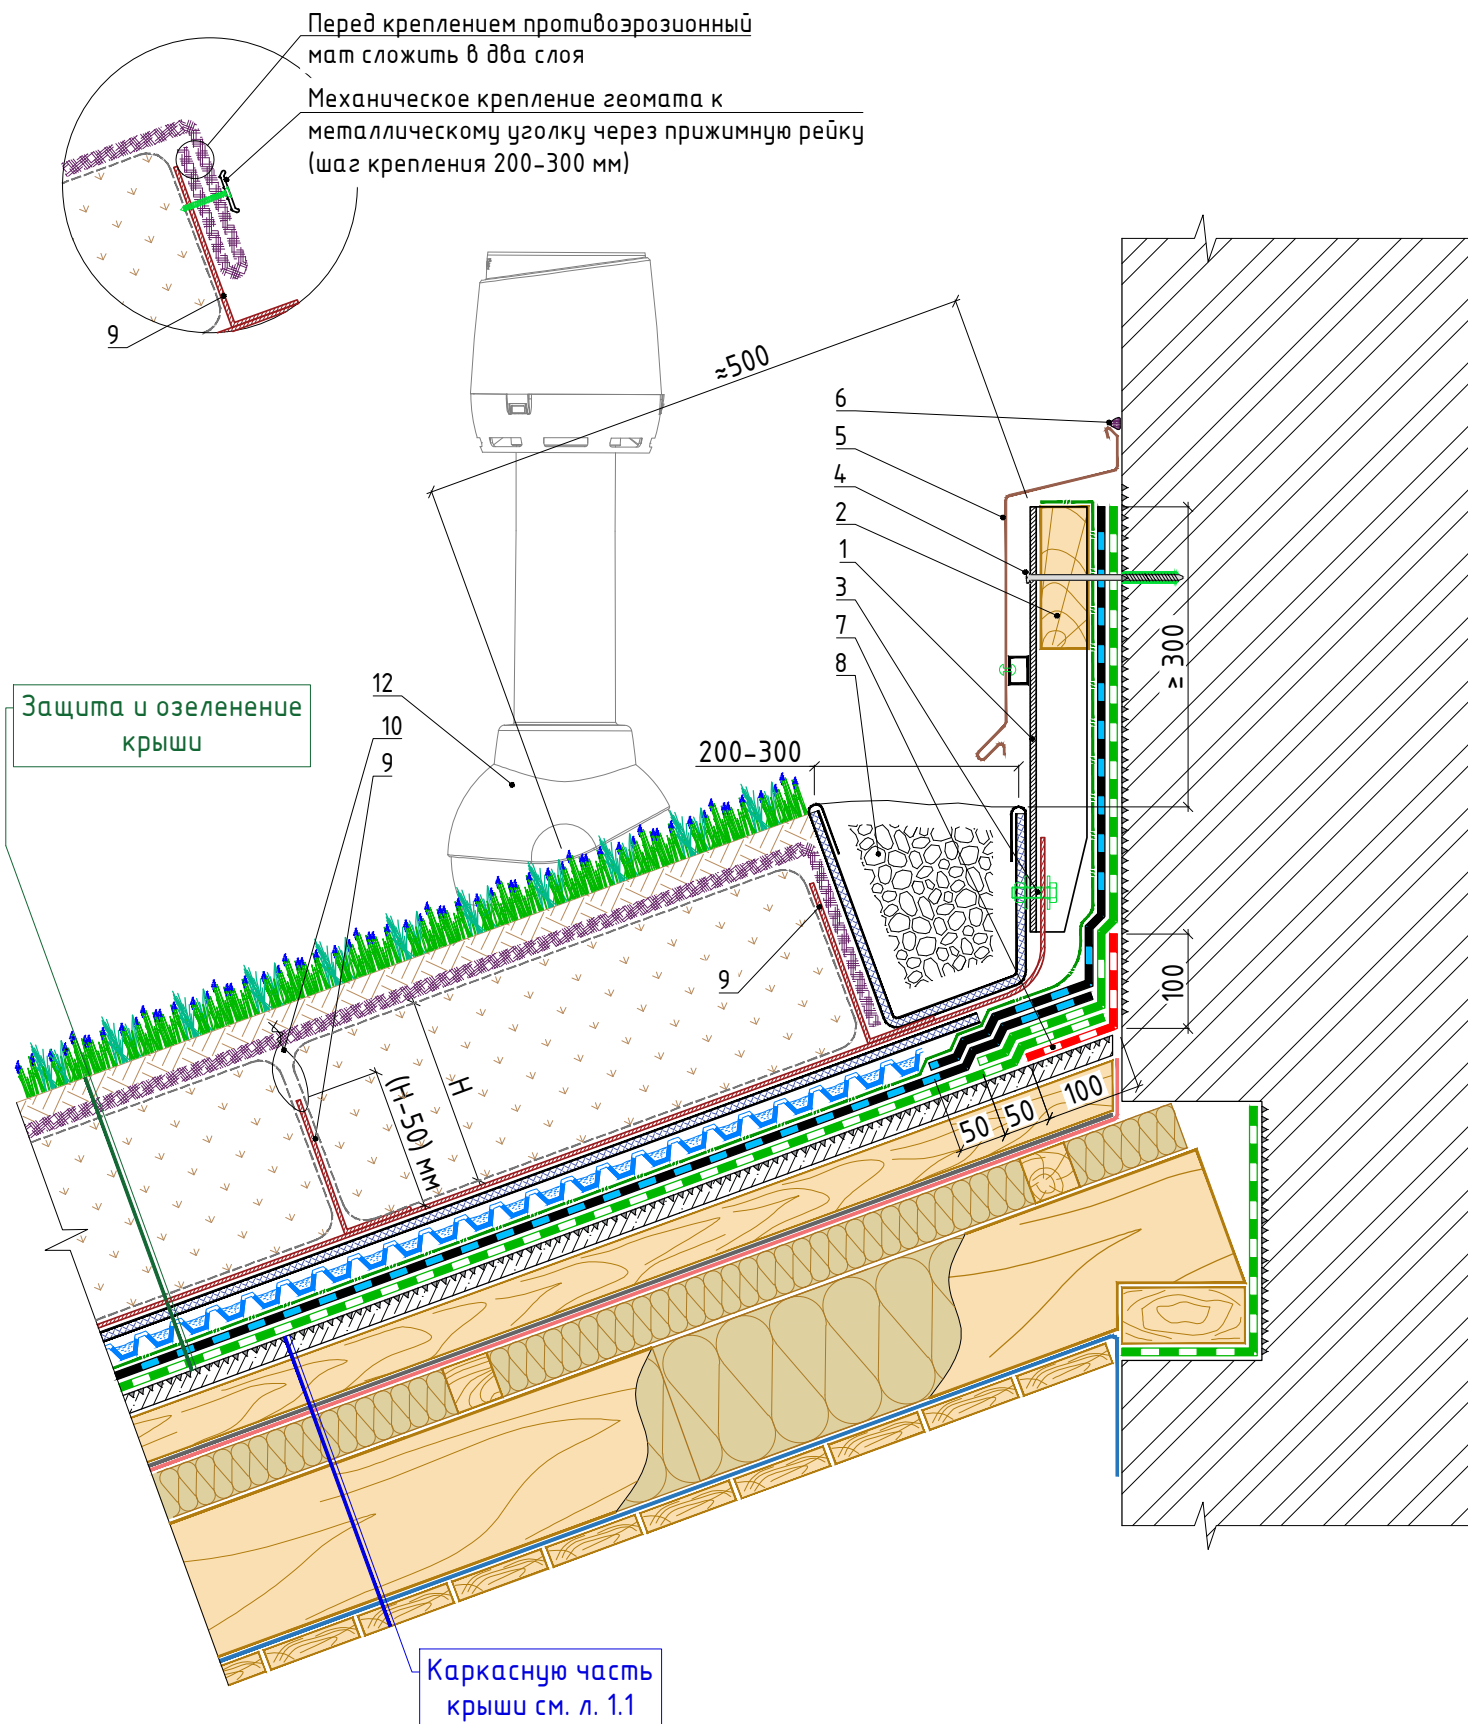 Перед креплением противоэрозионный
мат сложить в два слоя
Механическое крепление геомата к
металлическому уголку через прижимную рейку
(шаг крепления 200-300 мм)
9
≈500
6
5
4
2
1
3
7
8
≥ 300
12
10
9
Защита и озеленение
крыши
200-300
9
100
H
(H-50) мм
50
50
100
Каркасную часть
крыши см. л. 1.1